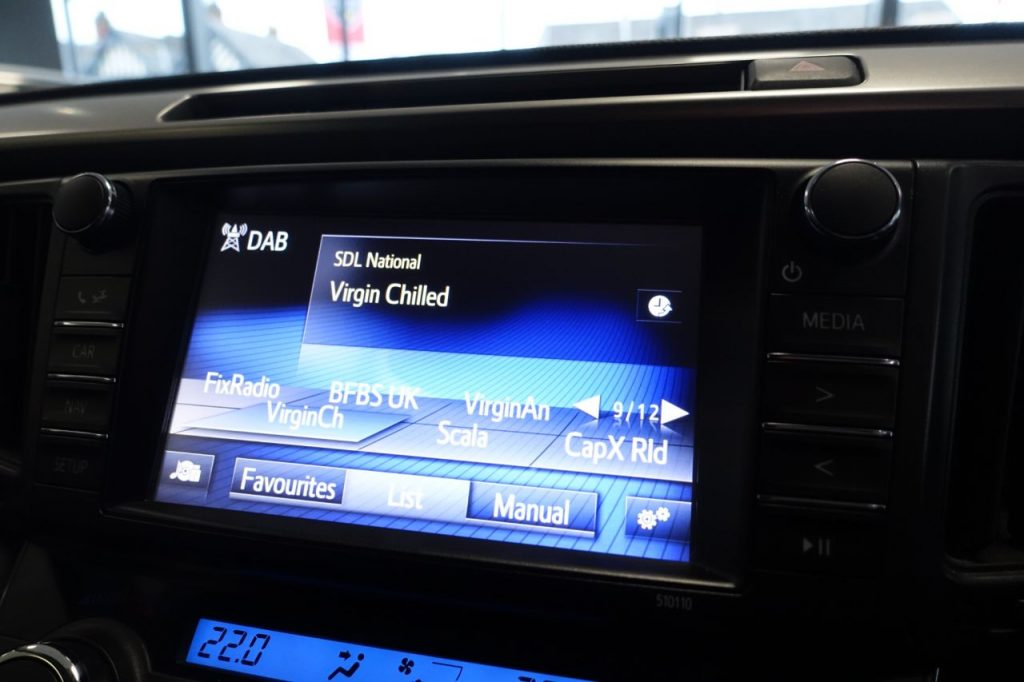 DAB
SDL National
Virgin Chilled
FixRadio BFBS UK VirginAn
9/12
VirginCh Scala CapX Rld
Favourites List Manual
CAR
NAV
SETUP
MEDIA
>
<
510110
22.0